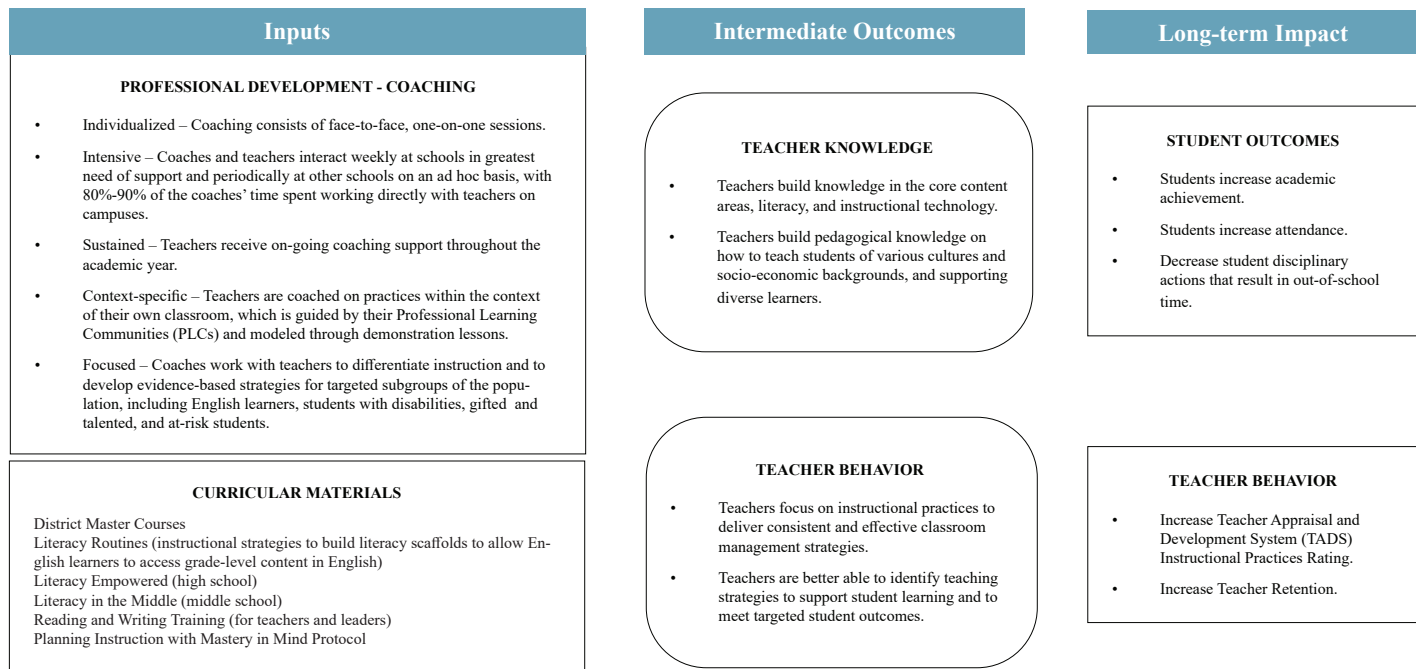 Inputs
PROFESSIONAL DEVELOPMENT - COACHING
• Individualized – Coaching consists of face-to-face, one-on-one sessions.
• Intensive – Coaches and teachers interact weekly at schools in greatest
need of support and periodically at other schools on an ad hoc basis, with
80%-90% of the coaches' time spent working directly with teachers on
campuses.
• Sustained – Teachers receive on-going coaching support throughout the
academic year.
• Context-specific – Teachers are coached on practices within the context
of their own classroom, which is guided by their Professional Learning
Communities (PLCs) and modeled through demonstration lessons.
• Focused – Coaches work with teachers to differentiate instruction and to
develop evidence-based strategies for targeted subgroups of the popu-
lation, including English learners, students with disabilities, gifted and
talented, and at-risk students.
CURRICULAR MATERIALS
District Master Courses
Literacy Routines (instructional strategies to build literacy scaffolds to allow En-
glish learners to access grade-level content in English)
Literacy Empowered (high school)
Literacy in the Middle (middle school)
Reading and Writing Training (for teachers and leaders)
Planning Instruction with Mastery in Mind Protocol
Intermediate Outcomes
TEACHER KNOWLEDGE
• Teachers build knowledge in the core content
areas, literacy, and instructional technology.
• Teachers build pedagogical knowledge on
how to teach students of various cultures and
socio-economic backgrounds, and supporting
diverse learners.
TEACHER BEHAVIOR
• Teachers focus on instructional practices to
deliver consistent and effective classroom
management strategies.
• Teachers are better able to identify teaching
strategies to support student learning and to
meet targeted student outcomes.
Long-term Impact
STUDENT OUTCOMES
• Students increase academic
achievement.
• Students increase attendance.
• Decrease student disciplinary
actions that result in out-of-school
time.
TEACHER BEHAVIOR
• Increase Teacher Appraisal and
Development System (TADS)
Instructional Practices Rating.
• Increase Teacher Retention.